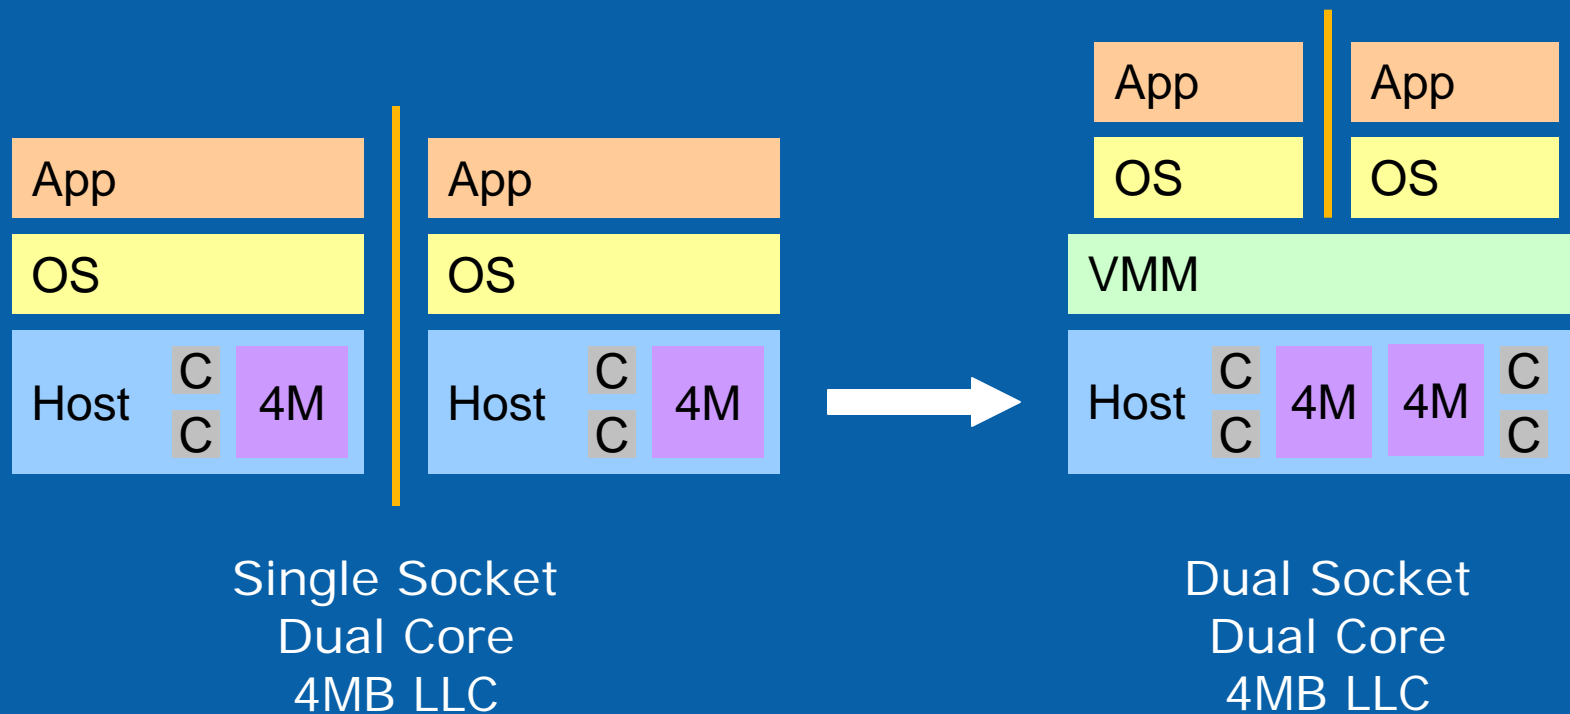 App
OS
Host
C
C
4M
App
OS
Host
C
C
4M
Single Socket
Dual Core
4MB LLC
App
App
OS
OS
VMM
Host
C
C
4M
4M
C
C
Dual Socket
Dual Core
4MB LLC